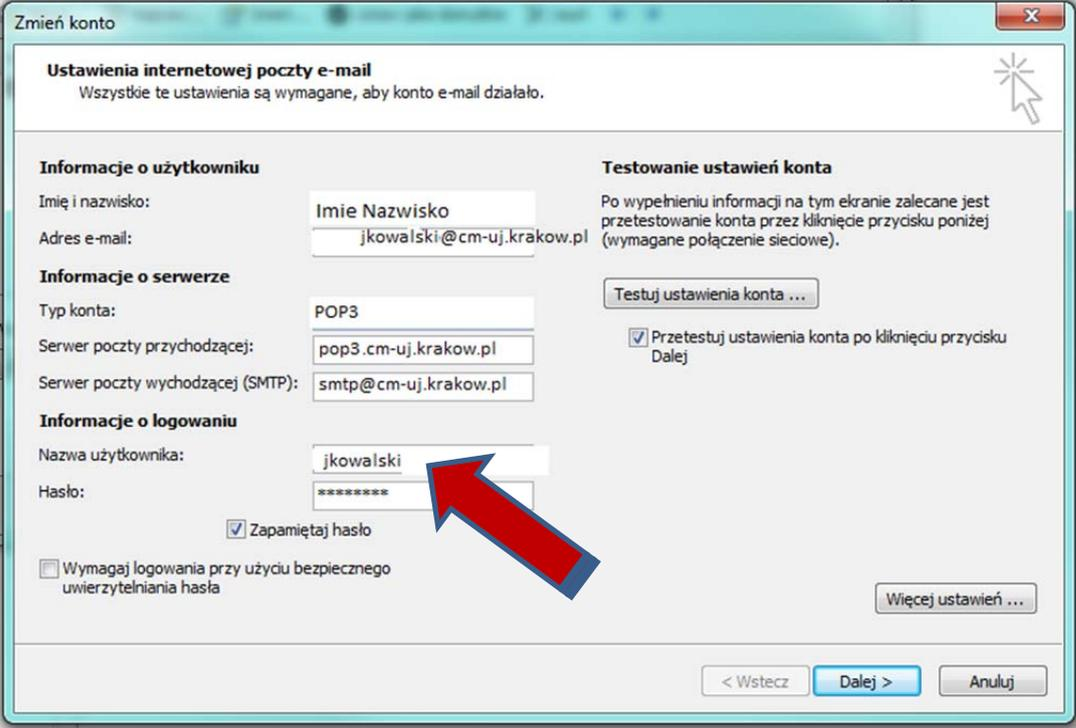 Zmień konto
Ustawienia internetowej poczty e-mail
Wszystkie te ustawienia są wymagane, aby konto e-mail działało.
Informacje o użytkowniku
Imię i nazwisko:
Imie Nazwisko
Adres e-mail:
jkowalski@cm-uj.krakow.pl
Informacje o serwerze
Typ konta:
POP3
Serwer poczty przychodzącej:
pop3.cm-uj.krakow.pl
Serwer poczty wychodzącej (SMTP):
smtp@cm-uj.krakow.pl
Informacje o logowaniu
Nazwa użytkownika:
jkowalski
Hasło:
********
Zapamiętaj hasło
Wymagaj logowania przy użyciu bezpiecznego
uwierzytelniania hasła
Testowanie ustawień konta
Po wypełnieniu informacji na tym ekranie zalecane jest
przetestowanie konta przez kliknięcie przycisku poniżej
(wymagane połączenie sieciowe).
Testuj ustawienia konta ...
Przetestuj ustawienia konta po kliknięciu przycisku
Dalej
Więcej ustawień ...
< Wstecz
Dalej >
Anuluj